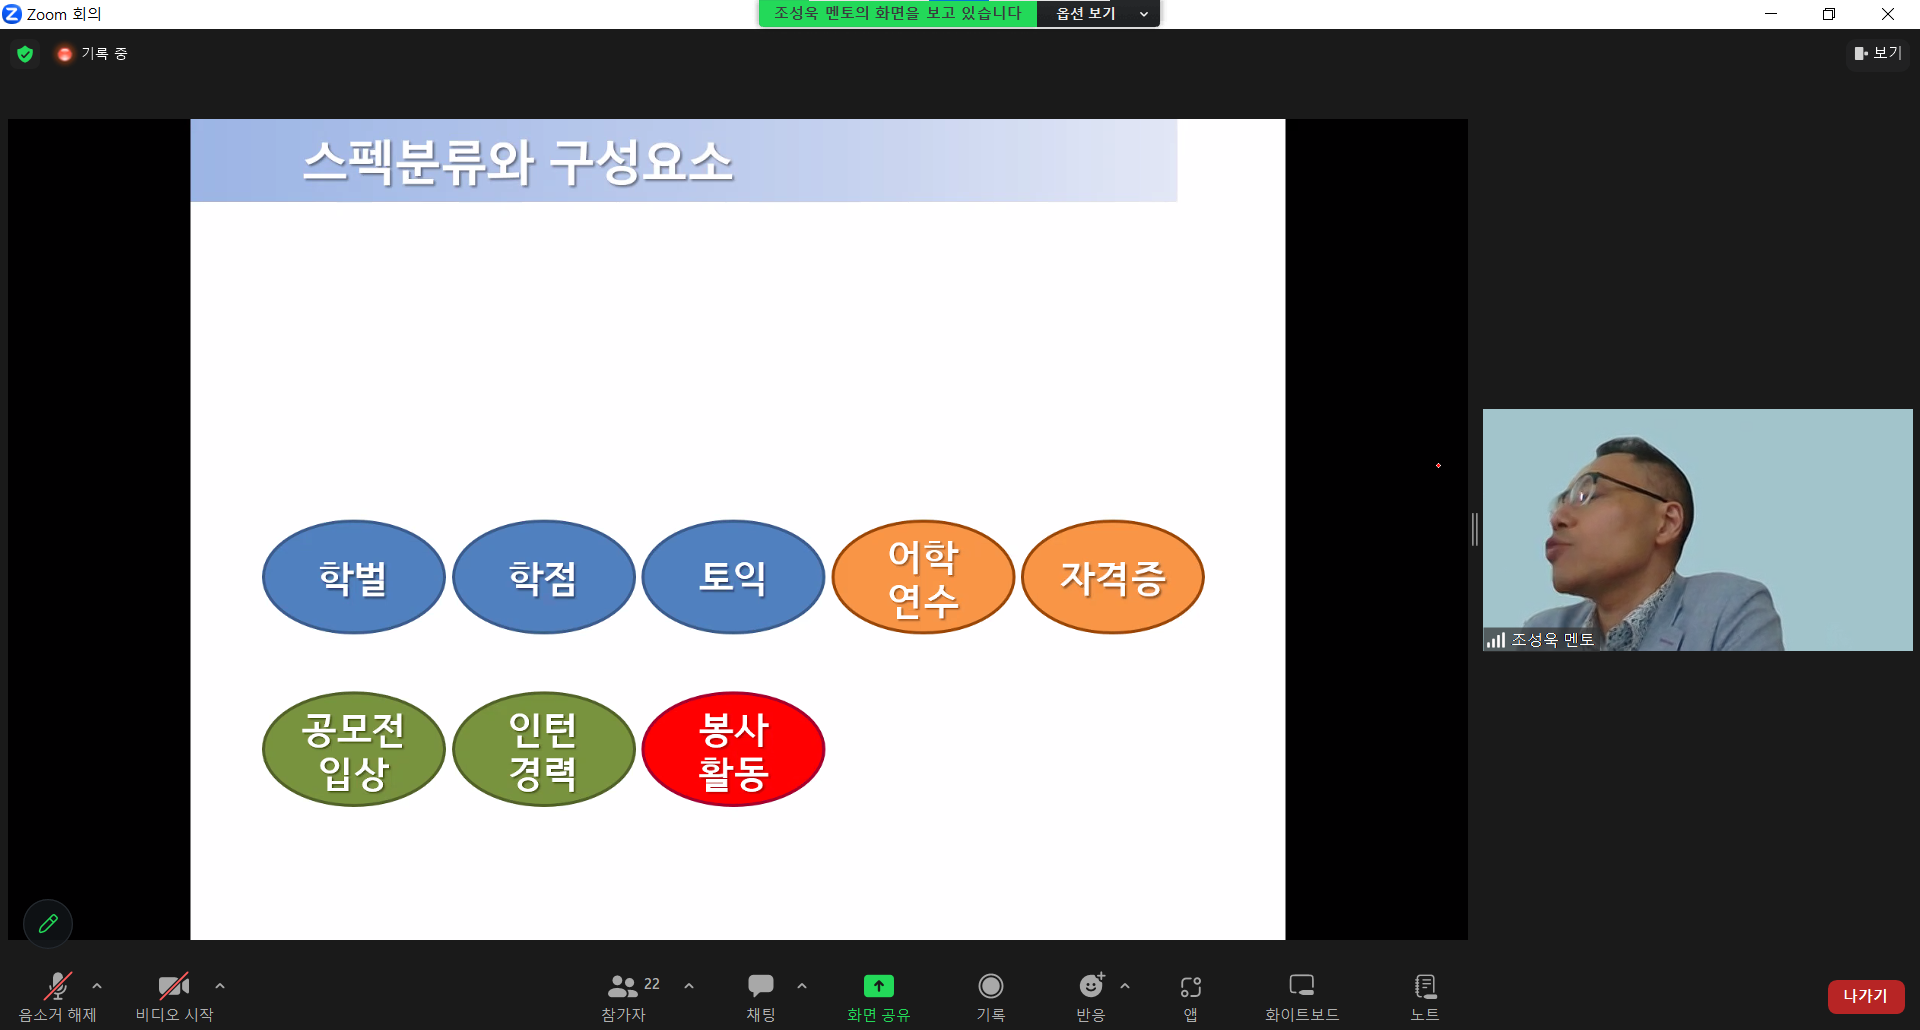 Zoom 회의
조성욱 멘토의 화면을 보고 있습니다
옵션 보기
기록 중
보기
스펙분류와 구성요소
학벌
학점
토익
어학
연수
자격증
공모전
입상
인턴
경력
봉사
활동
조성욱 멘토
음소거 해제
비디오 시작
22
참가자
채팅
화면 공유
기록
반응
앱
화이트보드
노트
나가기